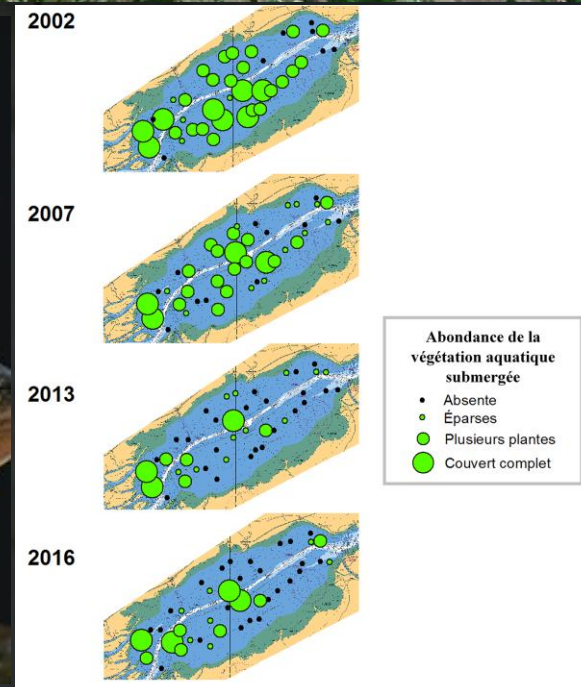 2002
2007
2013
2016
Abondance de la
végétation aquatique
submergée
Absente
Éparses
Plusieurs plantes
Couvert complet